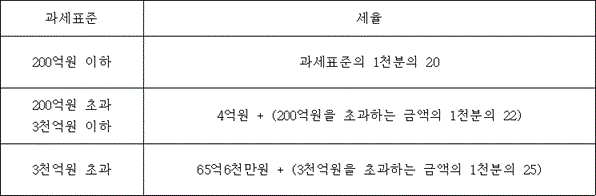 과세표준 세율
200억원 이하 과세표준의 1천분의 20
200억원 초과
3천억원 이하
4억원 + (200억원을 초과하는 금액의 1천분의 22)
3천억원 초과 65억6천만원 + (3천억원을 초과하는 금액의 1천분의 25)